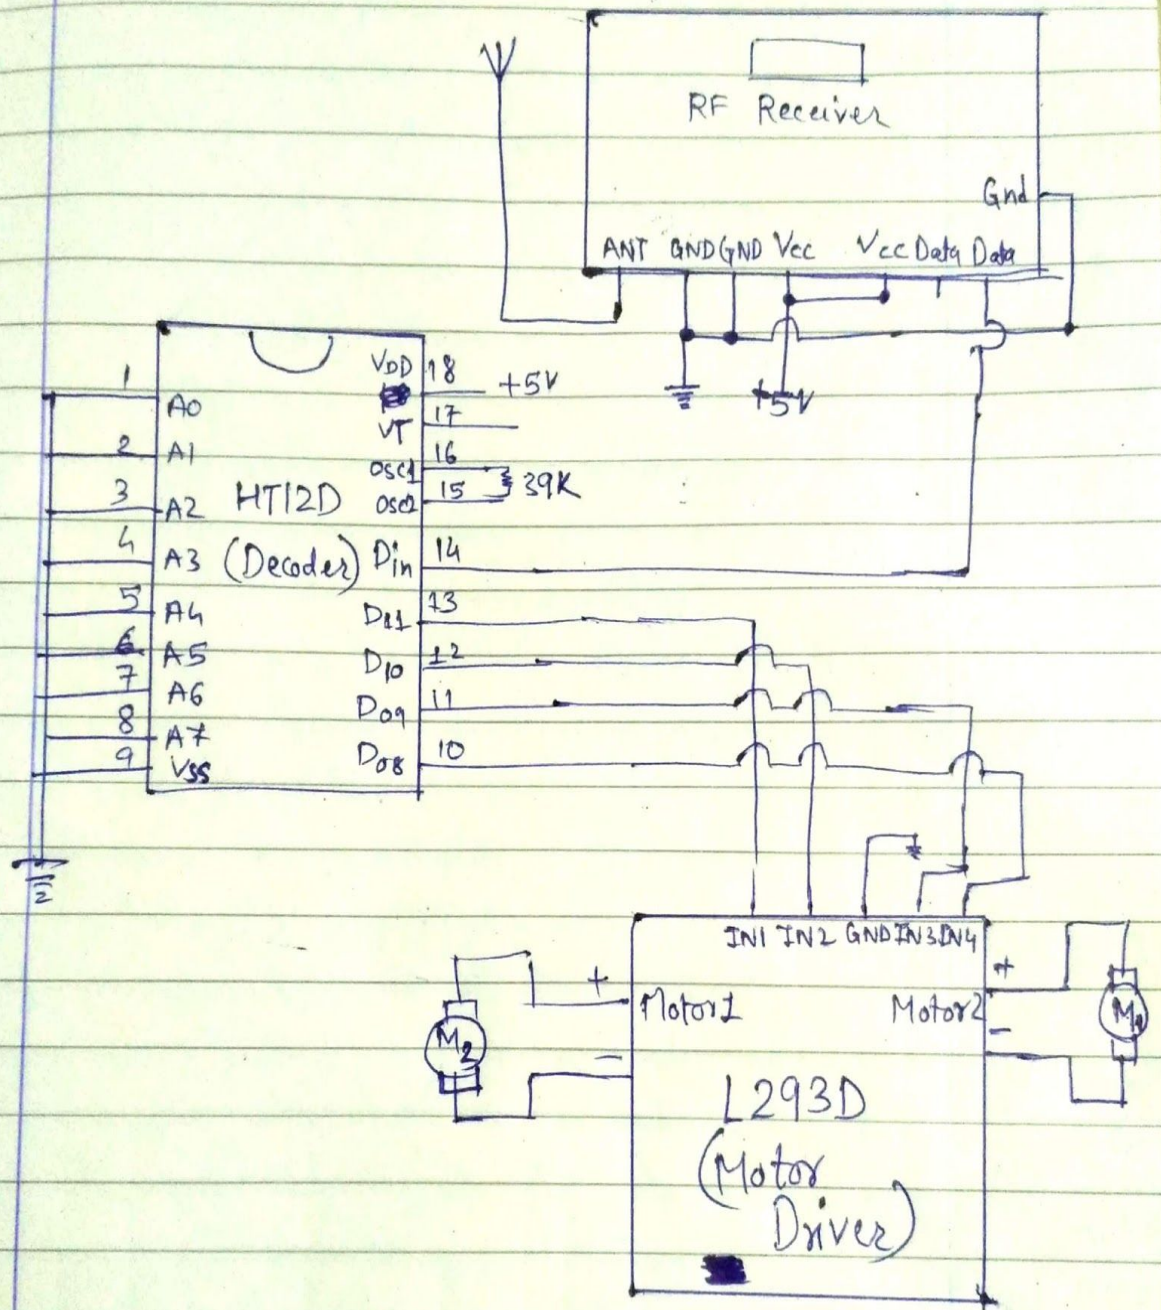 RF Receiver
Gnd
ANT GND GND Vcc Vcc Data Data
+5V
VDD 18 +5V
1 A0
17 VT
2 A1
16 OSC1
39K
15 OSC2
3 A2
HT12D
4 A3
(Decoder)
Din 14
5 A4
D11 13
6 A5
D10 12
7 A6
D09 11
8 A7
D08 10
9 VSS
IN1 IN2 GND IN3 IN4
+ +
Motor1 Motor2
M2 M1
- -
L293D
(Motor
Driver)